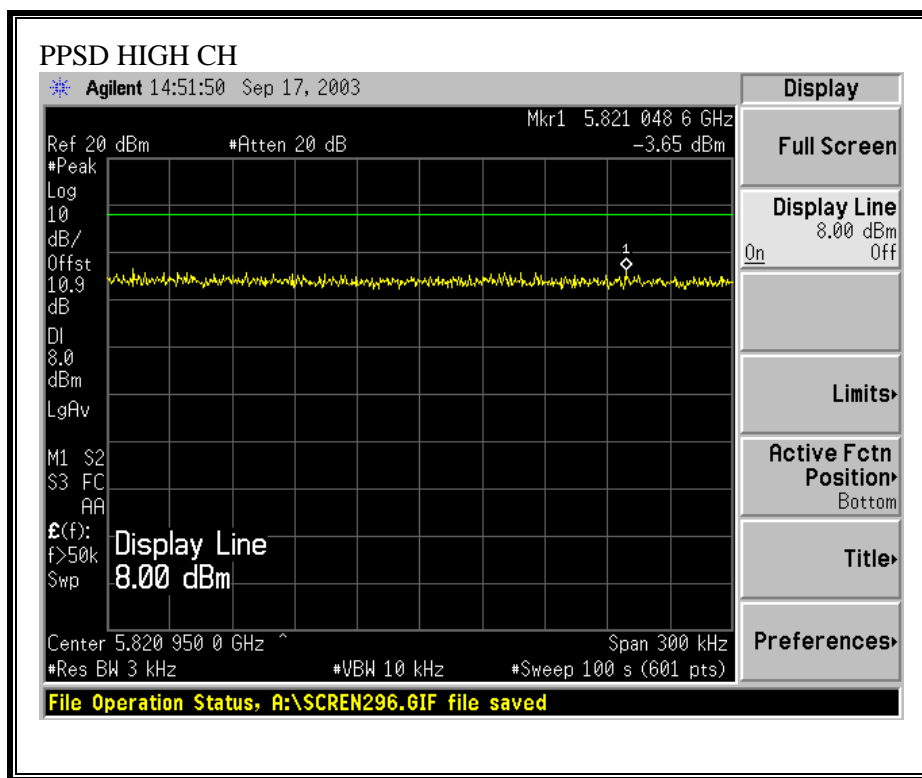 PPSD HIGH CH
Agilent 14:51:50 Sep 17, 2003
Display
Mkr1 5.821 048 6 GHz
Ref 20 dBm #Atten 20 dB -3.65 dBm
#Peak
Log
10
dB/
Offst
10.9
dB
DI
8.0
dBm
LgAv
M1 S2
S3 FC
AA
£(f):
f>50k
Swp
1
Display Line
8.00 dBm
Center 5.820 950 0 GHz ^ Span 300 kHz
#Res BW 3 kHz #VBW 10 kHz #Sweep 100 s (601 pts)
File Operation Status, A:\SCREN296.GIF file saved
Full Screen
Display Line
8.00 dBm
On Off
Limits
Active Fctn
Position
Bottom
Title
Preferences